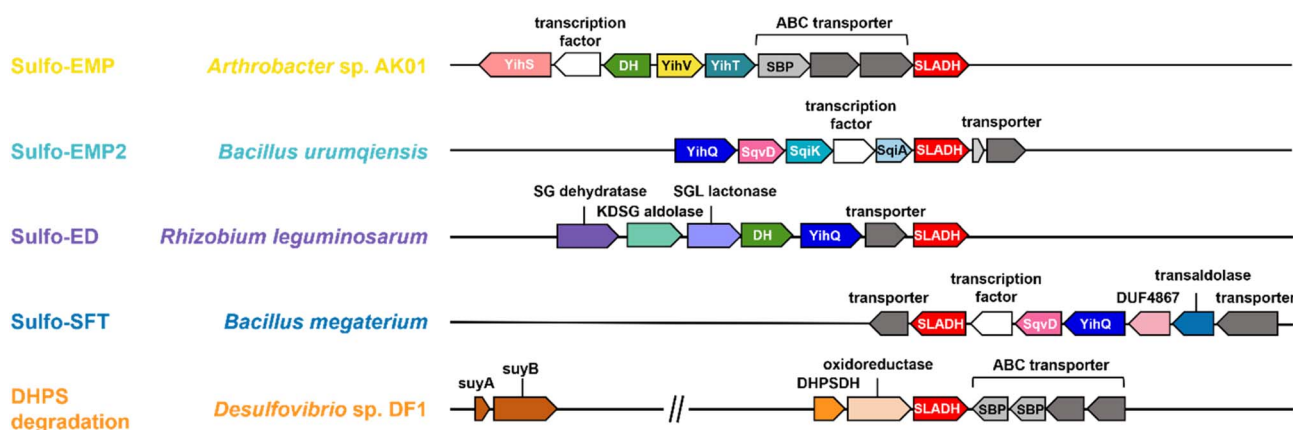 transcription
factor
ABC transporter
Sulfo-EMP
Arthrobacter sp. AK01
YihS
DH
YihV
YihT
SBP
SLADH
transcription
factor
transporter
Sulfo-EMP2
Bacillus urumqiensis
YihQ
SqvD
SqiK
SqiA
SLADH
SG dehydratase
SGL lactonase
KDSG aldolase
transporter
Sulfo-ED
Rhizobium leguminosarum
DH
YihQ
SLADH
transcription
factor
transaldolase
transporter
DUF4867
transporter
Sulfo-SFT
Bacillus megaterium
SLADH
SqvD
YihQ
oxidoreductase
ABC transporter
suyA
suyB
DHPSDH
DHPS
degradation
Desulfovibrio sp. DF1
//
SLADH
SBP
SBP